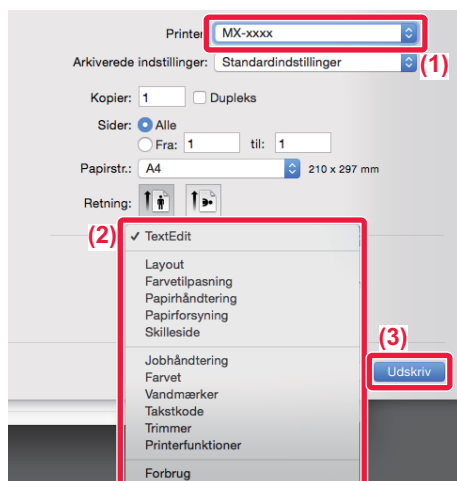 Printer: MX-xxxx
Arkiverede indstillinger: Standardindstillinger
(1)
Kopier: 1 Dupleks
Sider: Alle
Fra: 1 til: 1
Papirstr.: A4 210 x 297 mm
Retning:
(2)
✓ TextEdit
Layout
Farvetilpasning
Papirhåndtering
Papirforsyning
Skilleside
(3)
Jobhåndtering
Udskriv
Farvet
Vandmærker
Takstkode
Trimmer
Printerfunktioner
Forbrug